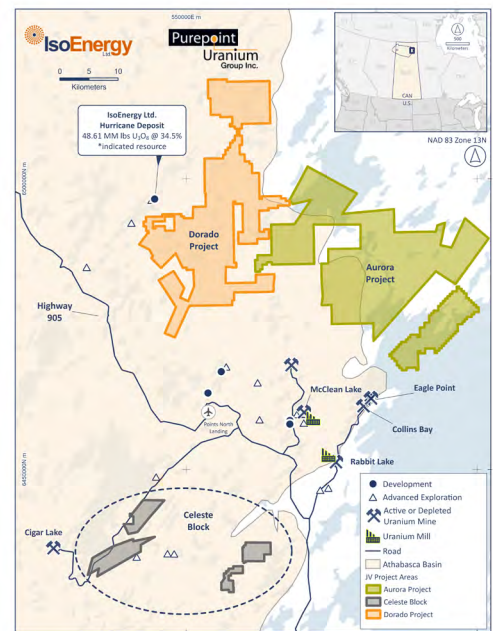 550000E m
IsoEnergy
Ltd.
Purepoint
Uranium
Group Inc.
0 5 10
Kilometers
IsoEnergy Ltd.
Hurricane Deposit
48.61 MM lbs U₃O₈ @ 34.5%
*indicated resource
500
Kilometers
CAN
U.S.
NAD 83 Zone 13N
6500000N m
Dorado
Project
Aurora
Project
Highway
905
McClean Lake
Eagle Point
Points North
Landing
Collins Bay
Rabbit Lake
6450000N m
Celeste
Block
Cigar Lake
Development
Advanced Exploration
Active or Depleted
Uranium Mine
Uranium Mill
Road
Athabasca Basin
JV Project Areas
Aurora Project
Celeste Block
Dorado Project